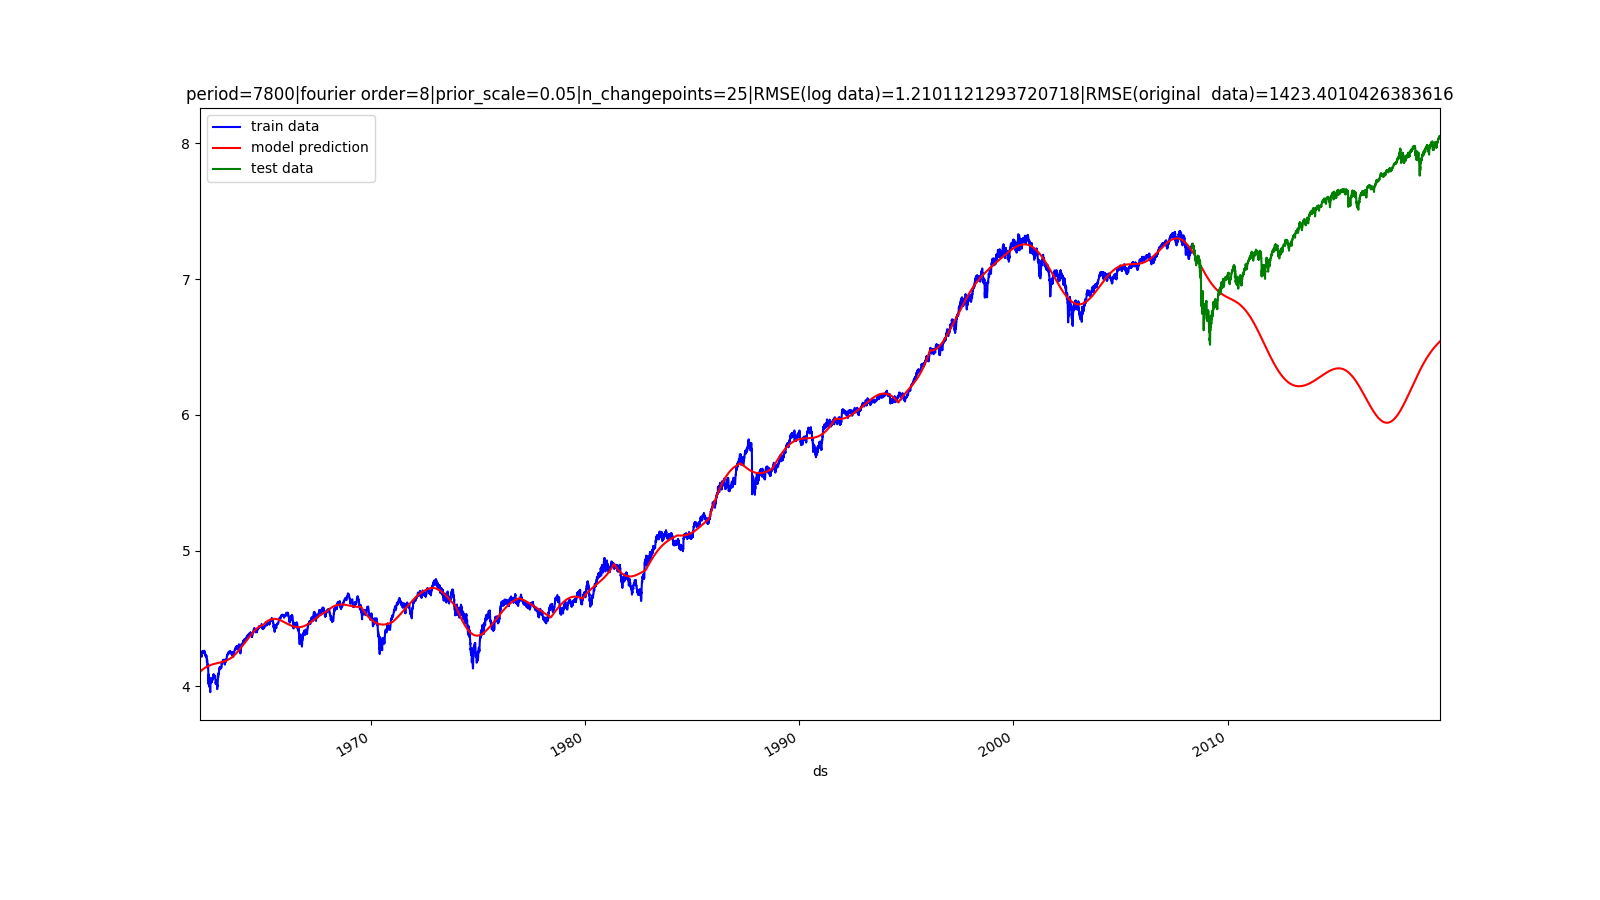 period=7800|fourier order=8|prior_scale=0.05|n_changepoints=25|RMSE(log data)=1.2101121293720718|RMSE(original  data)=1423.4010426383616
train data
model prediction
test data
8
7
6
5
4
1970
1980
1990
2000
2010
ds